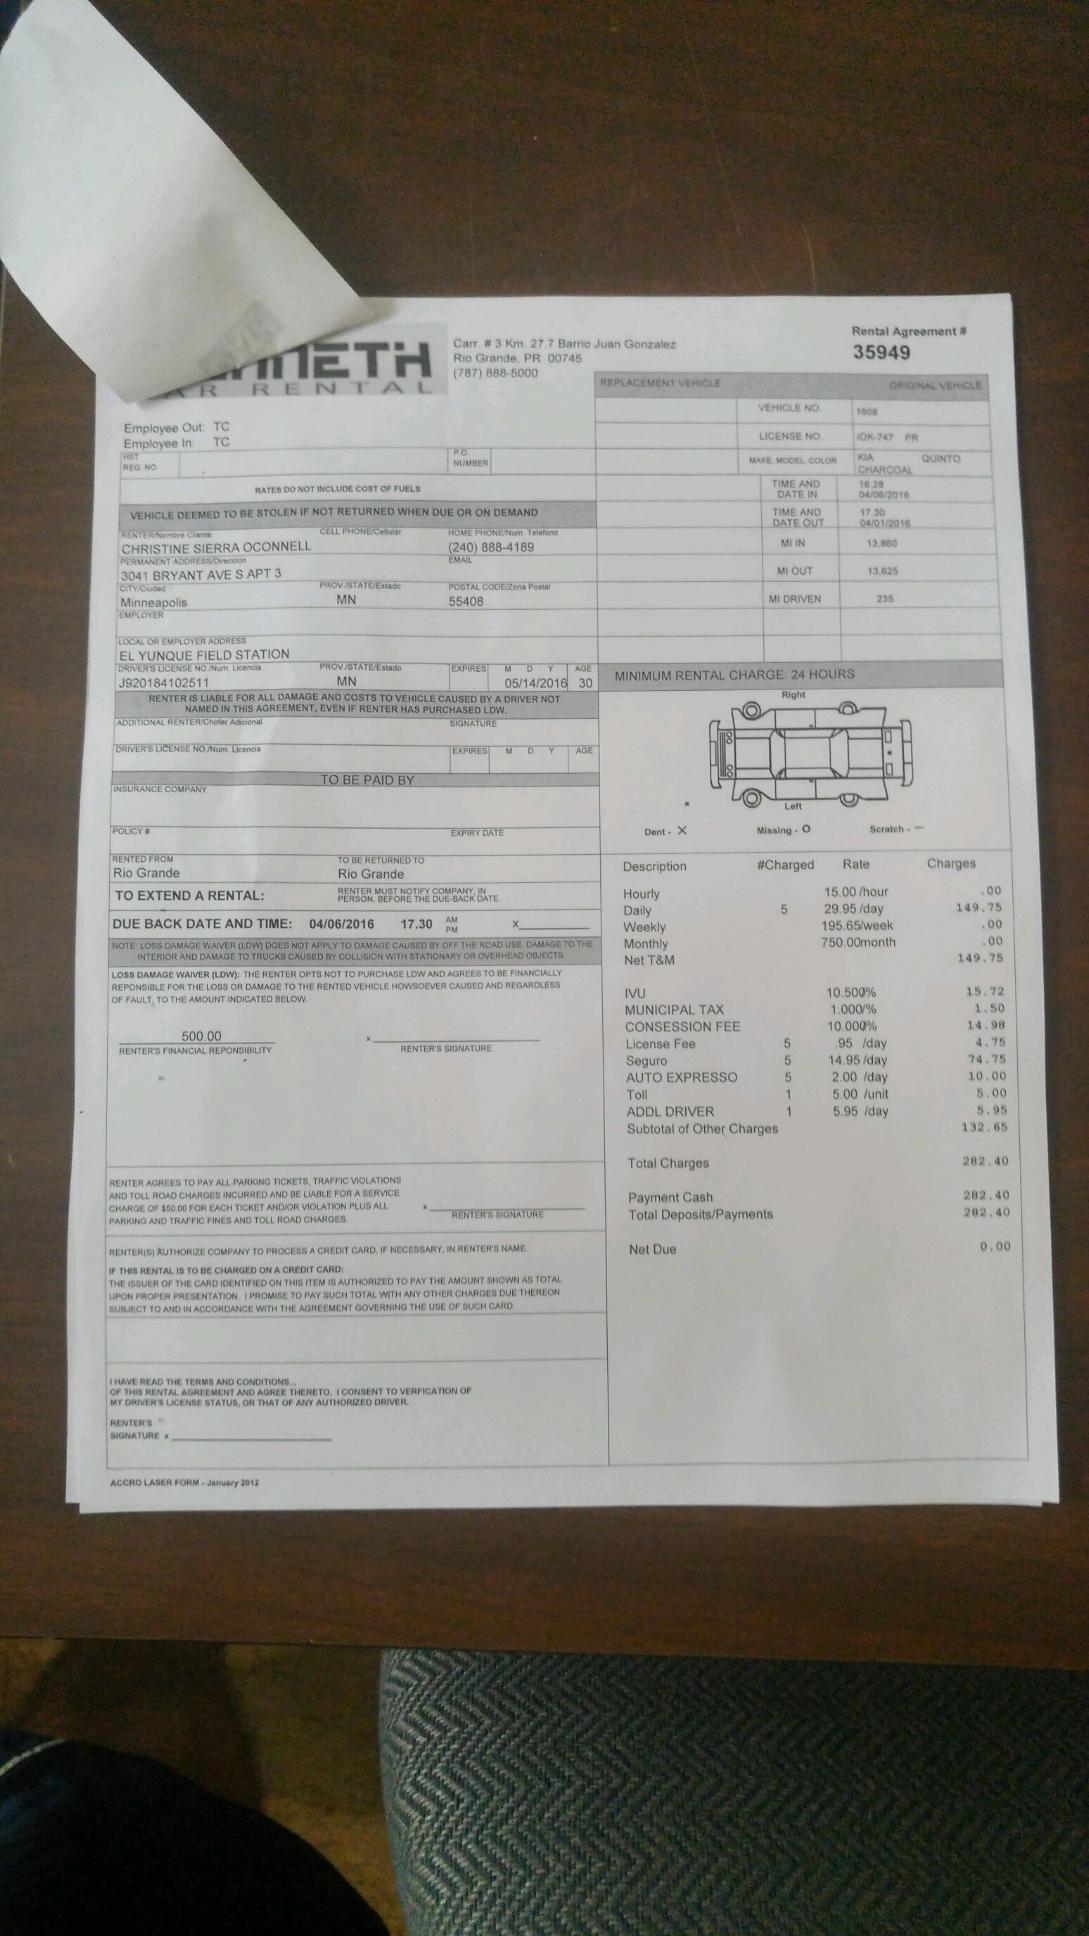 NNETH
AR RENTAL
Carr. # 3 Km. 27.7 Barrio Juan Gonzalez
Rio Grande, PR 00745
(787) 888-5000
Rental Agreement #
35949
Employee Out: TC
Employee In: TC
REQ. NO.
P.O. NUMBER
RATES DO NOT INCLUDE COST OF FUELS
VEHICLE DEEMED TO BE STOLEN IF NOT RETURNED WHEN DUE OR ON DEMAND
RENTER/Nombre Cliente CELL PHONE/Cellular HOME PHONE/Num. Telefono
CHRISTINE SIERRA OCONNELL (240) 888-4189
PERMANENT ADDRESS/Direccion EMAIL
3041 BRYANT AVE S APT 3
CITY/Ciudad PROV./STATE/Estado POSTAL CODE/Zona Postal
Minneapolis MN 55408
EMPLOYER
LOCAL OR EMPLOYER ADDRESS
EL YUNQUE FIELD STATION
DRIVER'S LICENSE NO./Num. Licencia PROV./STATE/Estado EXPIRES M D Y AGE
J920184102511 MN 05/14/2016 30
RENTER IS LIABLE FOR ALL DAMAGE AND COSTS TO VEHICLE CAUSED BY A DRIVER NOT
NAMED IN THIS AGREEMENT, EVEN IF RENTER HAS PURCHASED LDW.
ADDITIONAL RENTER/Chofer Adicional SIGNATURE
DRIVER'S LICENSE NO./Num. Licencia EXPIRES M D Y AGE
TO BE PAID BY
INSURANCE COMPANY
POLICY # EXPIRY DATE
RENTED FROM TO BE RETURNED TO
Rio Grande Rio Grande
TO EXTEND A RENTAL: RENTER MUST NOTIFY COMPANY, IN
PERSON, BEFORE THE DUE-BACK DATE.
DUE BACK DATE AND TIME: 04/06/2016 17.30 AM PM X
NOTE: LOSS DAMAGE WAIVER (LDW) DOES NOT APPLY TO DAMAGE CAUSED BY OFF THE ROAD USE, DAMAGE TO THE
INTERIOR AND DAMAGE TO TRUCKS CAUSED BY COLLISION WITH STATIONARY OR OVERHEAD OBJECTS.
LOSS DAMAGE WAIVER (LDW): THE RENTER OPTS NOT TO PURCHASE LDW AND AGREES TO BE FINANCIALLY
REPONSIBLE FOR THE LOSS OR DAMAGE TO THE RENTED VEHICLE HOWSOEVER CAUSED AND REGARDLESS
OF FAULT, TO THE AMOUNT INDICATED BELOW.
500.00 x
RENTER'S FINANCIAL REPONSIBILITY RENTER'S SIGNATURE
RENTER AGREES TO PAY ALL PARKING TICKETS, TRAFFIC VIOLATIONS
AND TOLL ROAD CHARGES INCURRED AND BE LIABLE FOR A SERVICE
CHARGE OF $50.00 FOR EACH TICKET AND/OR VIOLATION PLUS ALL x
PARKING AND TRAFFIC FINES AND TOLL ROAD CHARGES. RENTER'S SIGNATURE
RENTER(S) AUTHORIZE COMPANY TO PROCESS A CREDIT CARD, IF NECESSARY, IN RENTER'S NAME.
IF THIS RENTAL IS TO BE CHARGED ON A CREDIT CARD:
THE ISSUER OF THE CARD IDENTIFIED ON THIS ITEM IS AUTHORIZED TO PAY THE AMOUNT SHOWN AS TOTAL
UPON PROPER PRESENTATION. I PROMISE TO PAY SUCH TOTAL WITH ANY OTHER CHARGES DUE THEREON
SUBJECT TO AND IN ACCORDANCE WITH THE AGREEMENT GOVERNING THE USE OF SUCH CARD.
I HAVE READ THE TERMS AND CONDITIONS...
OF THIS RENTAL AGREEMENT AND AGREE THERETO. I CONSENT TO VERFICATION OF
MY DRIVER'S LICENSE STATUS, OR THAT OF ANY AUTHORIZED DRIVER.
RENTER'S
SIGNATURE x
ACCRO LASER FORM - January 2012
REPLACEMENT VEHICLE ORIGINAL VEHICLE
VEHICLE NO. 1608
LICENSE NO. IOK-747 PR
MAKE, MODEL, COLOR KIA QUINTO
CHARCOAL
TIME AND 16.28
DATE IN 04/06/2016
TIME AND 17.30
DATE OUT 04/01/2016
MI IN 13,860
MI OUT 13,625
MI DRIVEN 235
MINIMUM RENTAL CHARGE: 24 HOURS
Right
Left
Dent - X Missing - O Scratch - —
Description #Charged Rate Charges
Hourly 15.00 /hour .00
Daily 5 29.95 /day 149.75
Weekly 195.65/week .00
Monthly 750.00month .00
Net T&M 149.75
IVU 10.500% 15.72
MUNICIPAL TAX 1.000% 1.50
CONSESSION FEE 10.000% 14.98
License Fee 5 .95 /day 4.75
Seguro 5 14.95 /day 74.75
AUTO EXPRESSO 5 2.00 /day 10.00
Toll 1 5.00 /unit 5.00
ADDL DRIVER 1 5.95 /day 5.95
Subtotal of Other Charges 132.65
Total Charges 282.40
Payment Cash 282.40
Total Deposits/Payments 282.40
Net Due 0.00